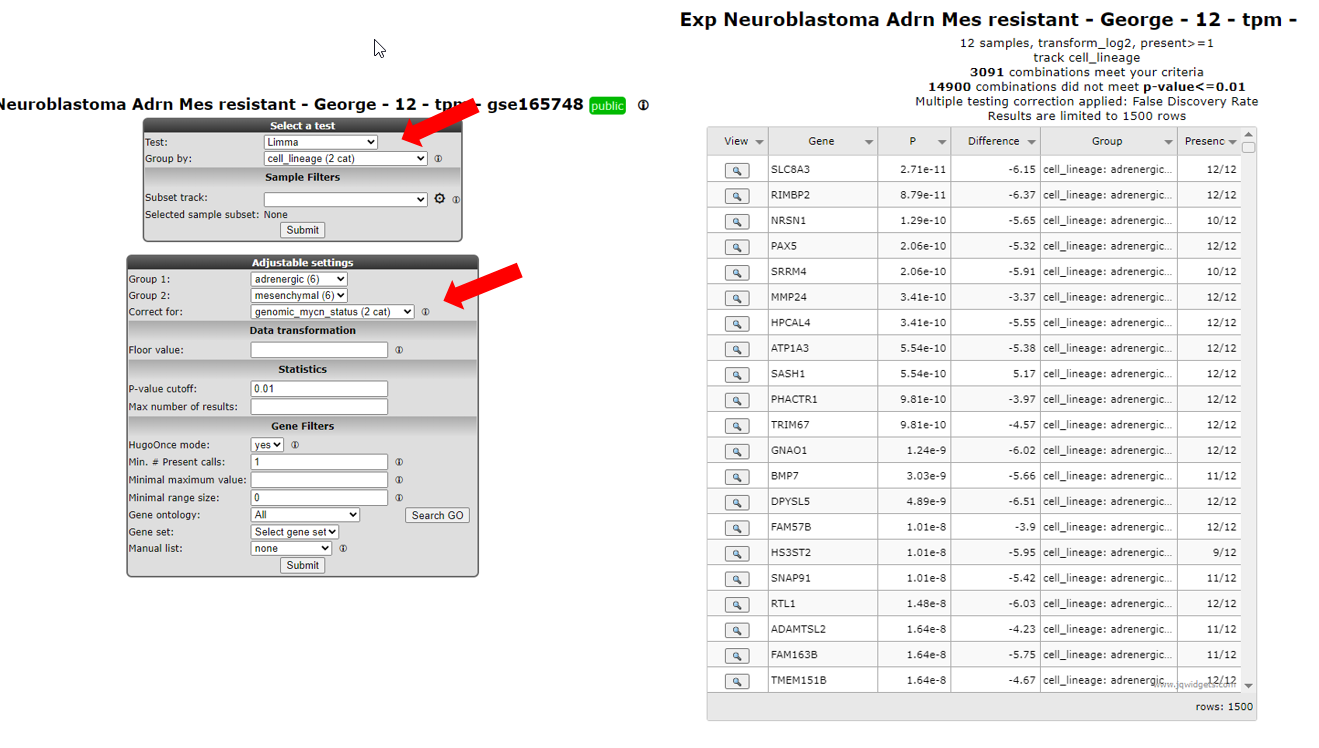 Neuroblastoma Adrn Mes resistant - George - 12 - tpm - gse165748 public
Select a test
Test: Limma
Group by: cell_lineage (2 cat)
Sample Filters
Subset track:
Selected sample subset: None
Submit
Adjustable settings
Group 1: adrenergic (6)
Group 2: mesenchymal (6)
Correct for: genomic_mycn_status (2 cat)
Data transformation
Floor value:
Statistics
P-value cutoff: 0.01
Max number of results:
Gene Filters
HugoOnce mode: yes
Min. # Present calls: 1
Minimal maximum value:
Minimal range size: 0
Gene ontology: All Search GO
Gene set: Select gene set
Manual list: none
Submit
Exp Neuroblastoma Adrn Mes resistant - George - 12 - tpm -
12 samples, transform_log2, present>=1
track cell_lineage
3091 combinations meet your criteria
14900 combinations did not meet p-value<=0.01
Multiple testing correction applied: False Discovery Rate
Results are limited to 1500 rows
View Gene P Difference Group Presenc
SLC8A3 2.71e-11 -6.15 cell_lineage: adrenergic... 12/12
RIMBP2 8.79e-11 -6.37 cell_lineage: adrenergic... 12/12
NRSN1 1.29e-10 -5.65 cell_lineage: adrenergic... 10/12
PAX5 2.06e-10 -5.32 cell_lineage: adrenergic... 12/12
SRRM4 2.06e-10 -5.91 cell_lineage: adrenergic... 10/12
MMP24 3.41e-10 -3.37 cell_lineage: adrenergic... 12/12
HPCAL4 3.41e-10 -5.55 cell_lineage: adrenergic... 12/12
ATP1A3 5.54e-10 -5.38 cell_lineage: adrenergic... 12/12
SASH1 5.54e-10 5.17 cell_lineage: adrenergic... 12/12
PHACTR1 9.81e-10 -3.97 cell_lineage: adrenergic... 12/12
TRIM67 9.81e-10 -4.57 cell_lineage: adrenergic... 12/12
GNAO1 1.24e-9 -6.02 cell_lineage: adrenergic... 12/12
BMP7 3.03e-9 -5.66 cell_lineage: adrenergic... 11/12
DPYSL5 4.89e-9 -6.51 cell_lineage: adrenergic... 12/12
FAM57B 1.01e-8 -3.9 cell_lineage: adrenergic... 12/12
HS3ST2 1.01e-8 -5.95 cell_lineage: adrenergic... 9/12
SNAP91 1.01e-8 -5.42 cell_lineage: adrenergic... 11/12
RTL1 1.48e-8 -6.03 cell_lineage: adrenergic... 12/12
ADAMTSL2 1.64e-8 -4.23 cell_lineage: adrenergic... 11/12
FAM163B 1.64e-8 -5.75 cell_lineage: adrenergic... 11/12
TMEM151B 1.64e-8 -4.67 cell_lineage: adrenergic... 12/12
www.jqwidgets.com
rows: 1500